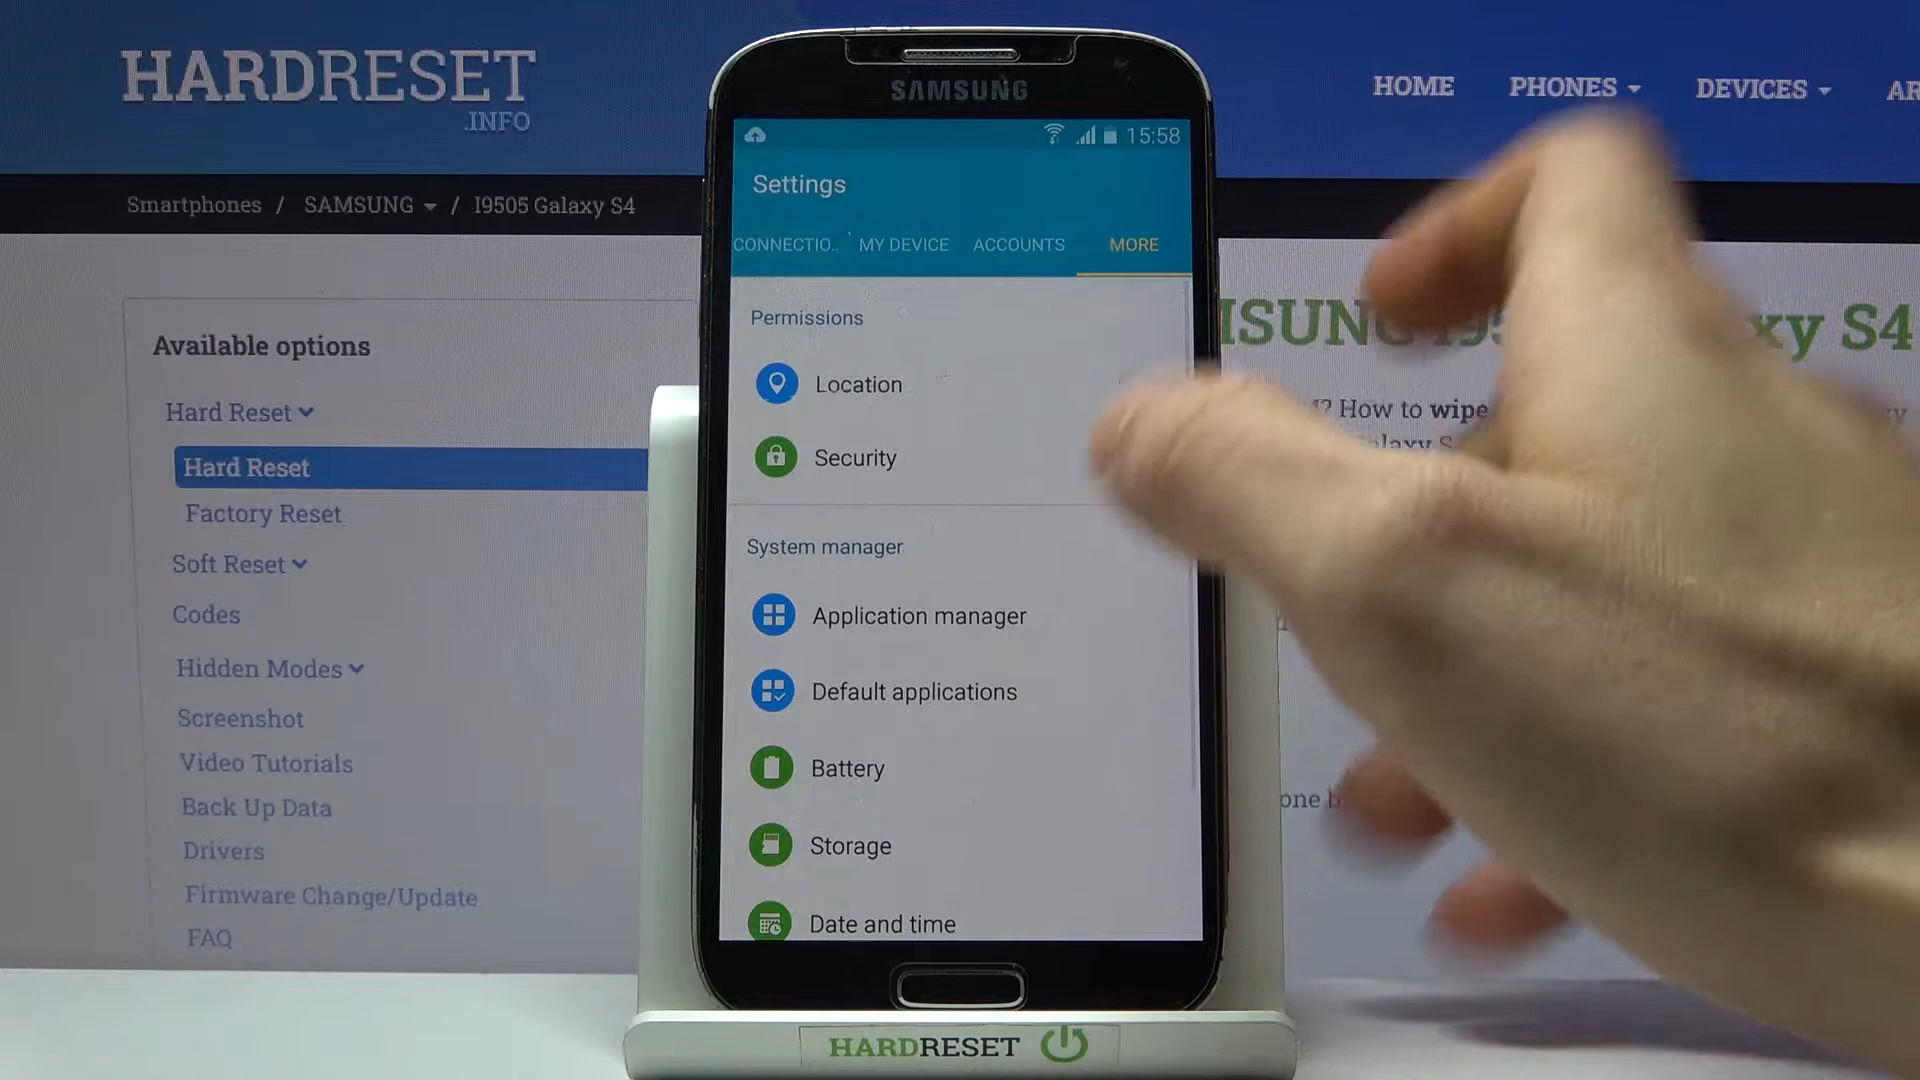 HARDRESET
.INFO
HOME PHONES DEVICES
Smartphones / SAMSUNG / I9505 Galaxy S4
Available options
Hard Reset
Hard Reset
Factory Reset
Soft Reset
Codes
Hidden Modes
Screenshot
Video Tutorials
Back Up Data
Drivers
Firmware Change/Update
FAQ
SAMSUNG
15:58
Settings
CONNECTIO.. MY DEVICE ACCOUNTS MORE
Permissions
Location
Security
System manager
Application manager
Default applications
Battery
Storage
Date and time
S4
? How to wipe
HARDRESET